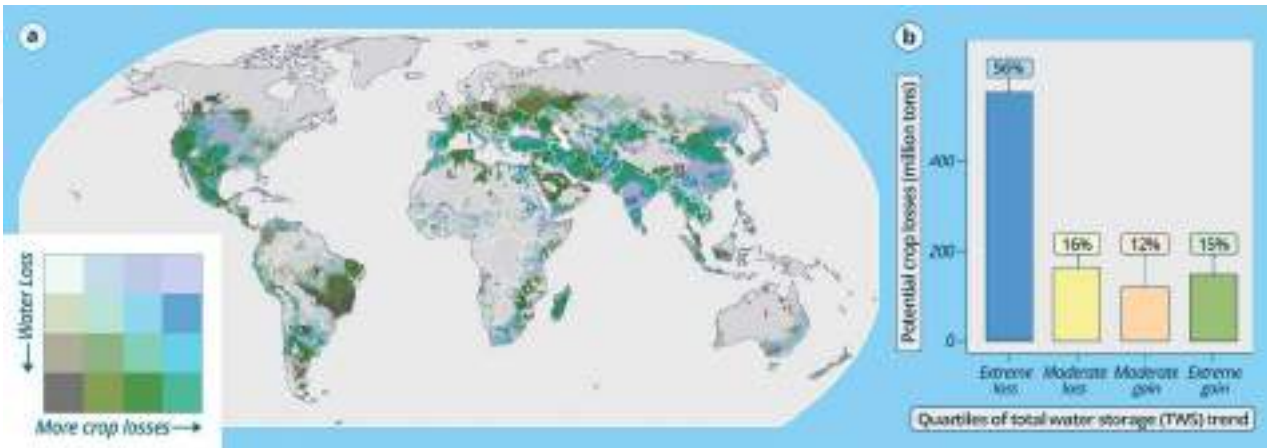 a
Water Loss
More crop losses
b
Potential crop losses (million tons)
400
200
0
56%
16%
12%
15%
Extreme loss
Moderate loss
Moderate gain
Extreme gain
Quartiles of total water storage (TWS) trend